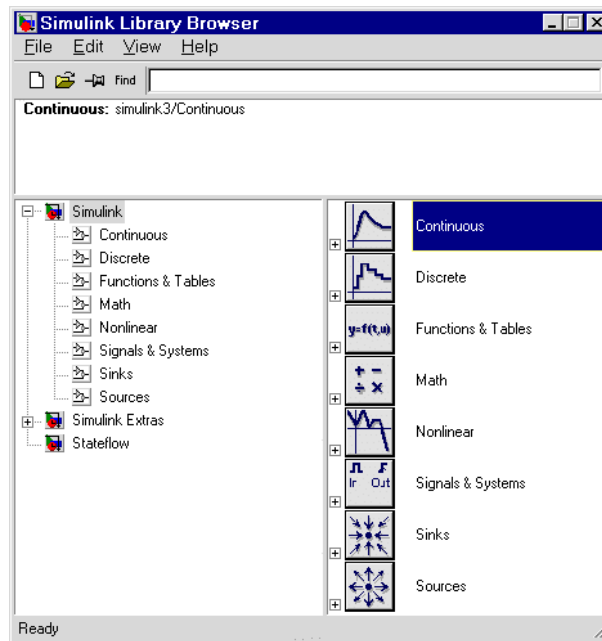 Simulink Library Browser
File Edit View Help
Find
Continuous: simulink3/Continuous
Simulink
Continuous
Discrete
Functions & Tables
Math
Nonlinear
Signals & Systems
Sinks
Sources
Simulink Extras
Stateflow
Continuous
Discrete
y=f(t,u)
Functions & Tables
Math
Nonlinear
In Out
Signals & Systems
Sinks
Sources
Ready